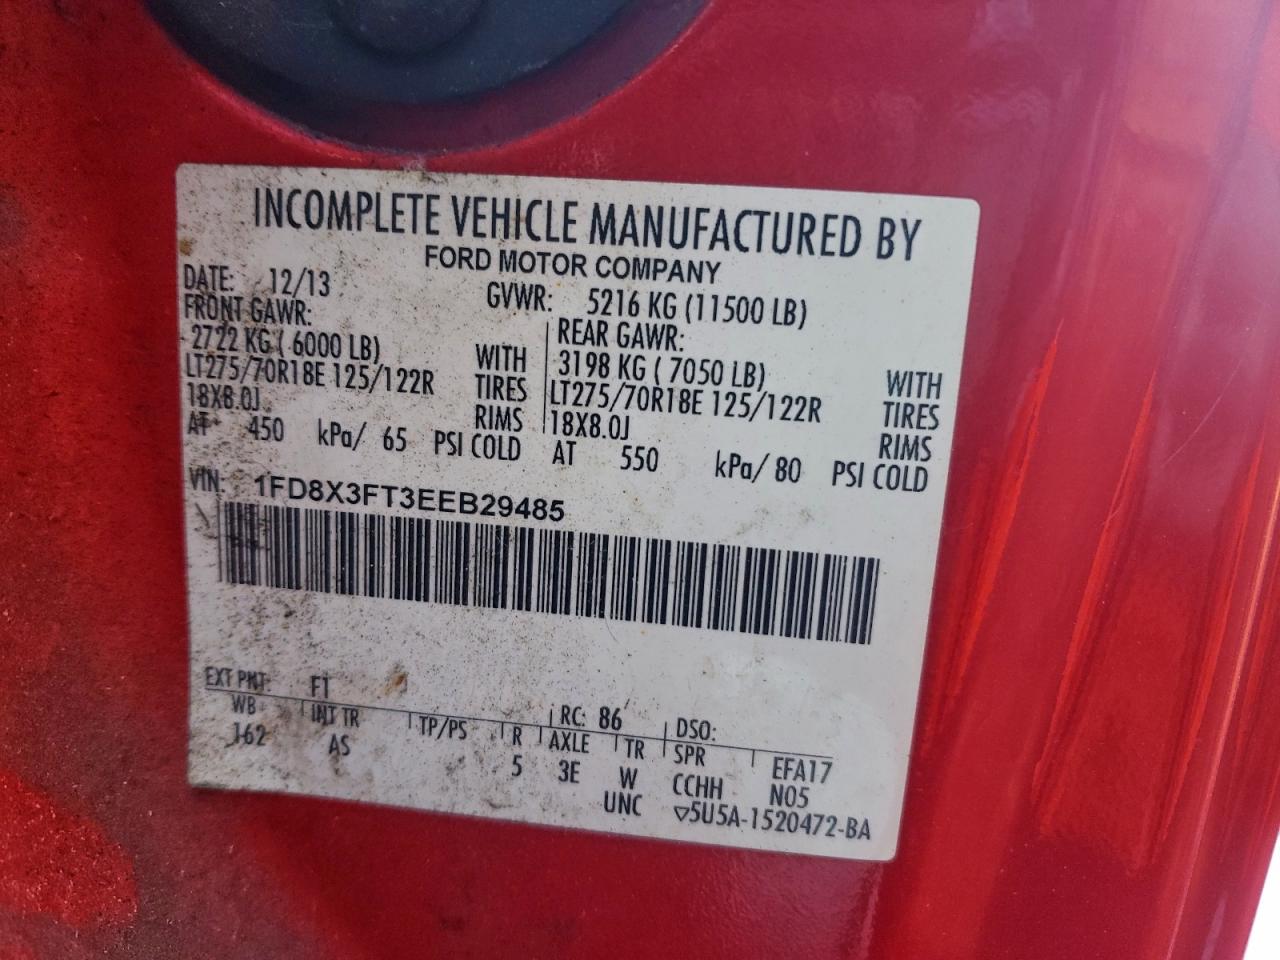 INCOMPLETE VEHICLE MANUFACTURED BY
FORD MOTOR COMPANY
DATE: 12/13 GVWR: 5216 KG (11500 LB)
FRONT GAWR: REAR GAWR:
2722 KG ( 6000 LB) WITH 3198 KG ( 7050 LB) WITH
LT275/70R18E 125/122R TIRES LT275/70R18E 125/122R TIRES
18X8.0J RIMS 18X8.0J RIMS
AT 450 kPa/ 65 PSI COLD AT 550 kPa/ 80 PSI COLD
VIN: 1FD8X3FT3EEB29485
EXT PNT: F1 RC: 86 DSO:
WB INT TR TP/PS R AXLE TR SPR EFA17
162 AS 5 3E W CCHH N05
UNC ▽5U5A-1520472-BA